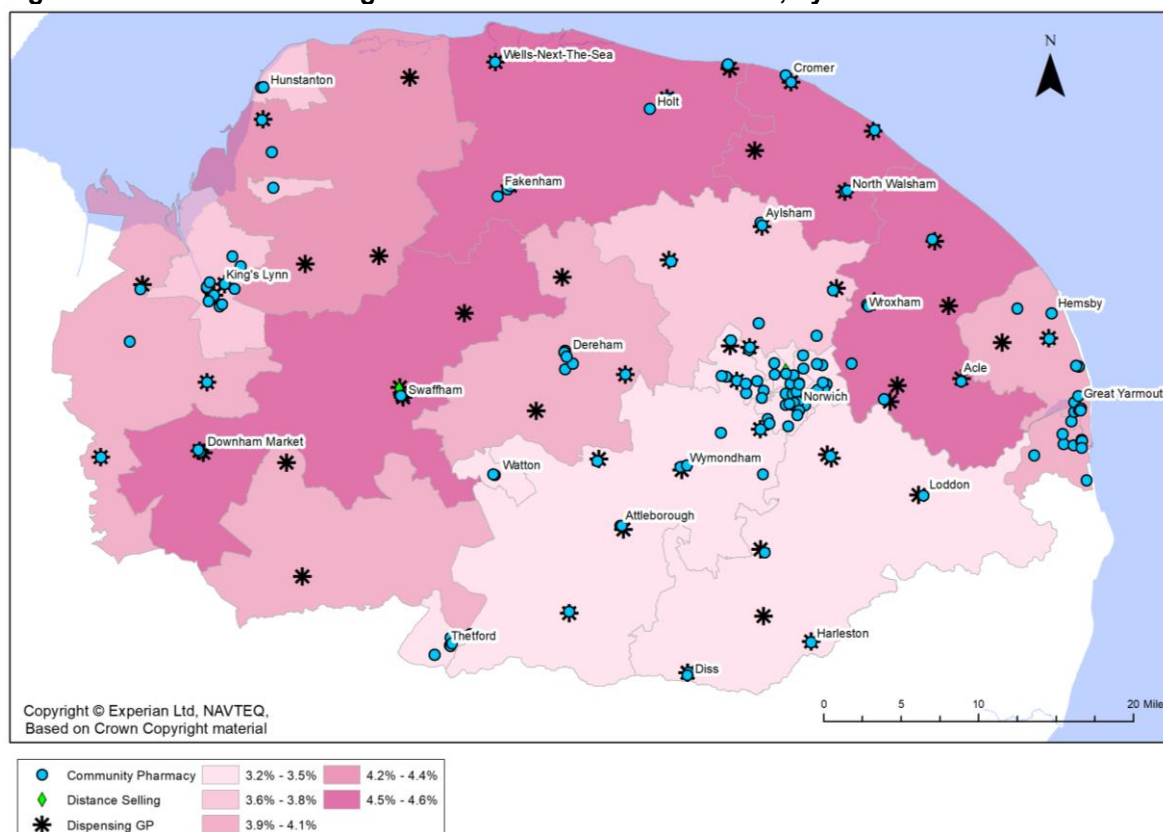 N
Wells-Next-The-Sea
Cromer
Hunstanton
Holt
Fakenham
North Walsham
Aylsham
King's Lynn
Wroxham
Hemsby
Dereham
Swaffham
Acle
Norwich
Great Yarmout
Downham Market
Watton
Wymondham
Loddon
Attleborough
Thetford
Harleston
Diss
Copyright © Experian Ltd, NAVTEQ,
Based on Crown Copyright material
0 5 10 20 Mile
Community Pharmacy 3.2% - 3.5% 4.2% - 4.4%
Distance Selling 3.6% - 3.8% 4.5% - 4.6%
Dispensing GP 3.9% - 4.1%